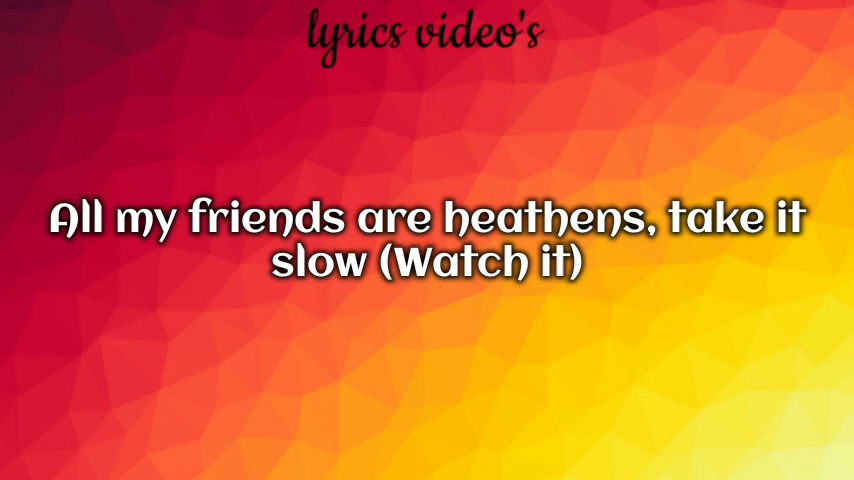 lyrics video's
All my friends are heathens, take it
slow (Watch it)